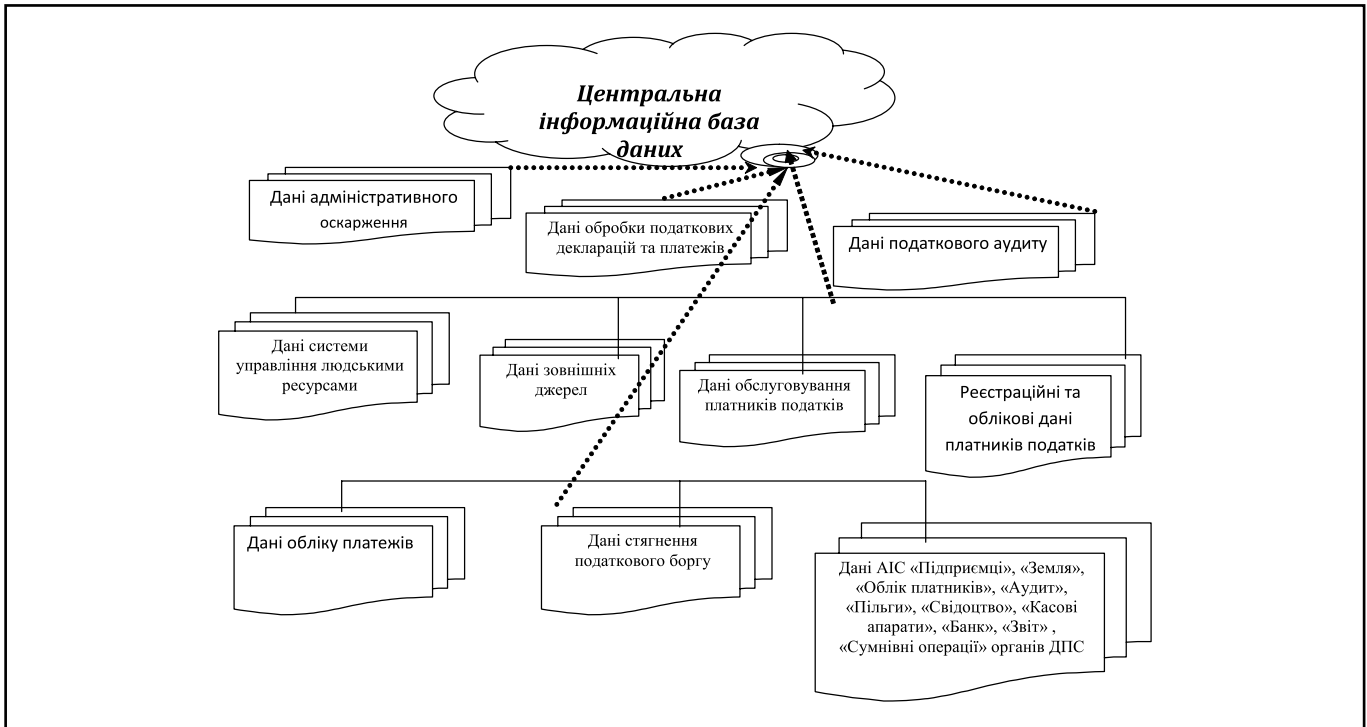 Центральна
інформаційна база
даних
Дані адміністративного
оскарження
Дані обробки податкових
декларацій та платежів
Дані податкового аудиту
Дані системи
управління людськими
ресурсами
Дані зовнішніх
джерел
Дані обслуговування
платників податків
Реєстраційні та
облікові дані
платників податків
Дані обліку платежів
Дані стягнення
податкового боргу
Дані АІС «Підприємці», «Земля»,
«Облік платників», «Аудит»,
«Пільги», «Свідоцтво», «Касові
апарати», «Банк», «Звіт» ,
«Сумнівні операції» органів ДПС